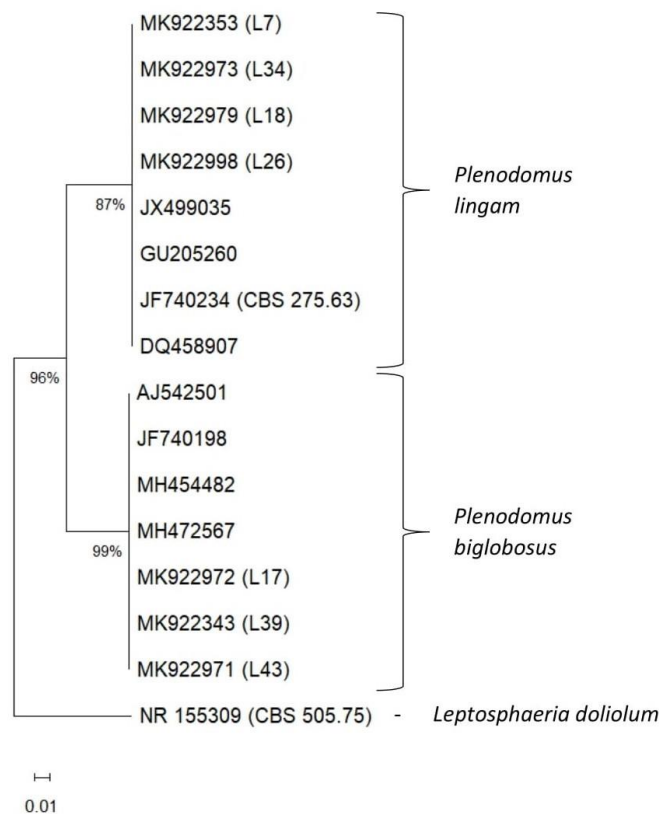 MK922353 (L7)
MK922973 (L34)
MK922979 (L18)
MK922998 (L26)
Plenodomus
lingam
87%
JX499035
GU205260
JF740234 (CBS 275.63)
DQ458907
96%
AJ542501
JF740198
MH454482
MH472567
Plenodomus
biglobosus
99%
MK922972 (L17)
MK922343 (L39)
MK922971 (L43)
NR 155309 (CBS 505.75) - Leptosphaeria doliolum
0.01